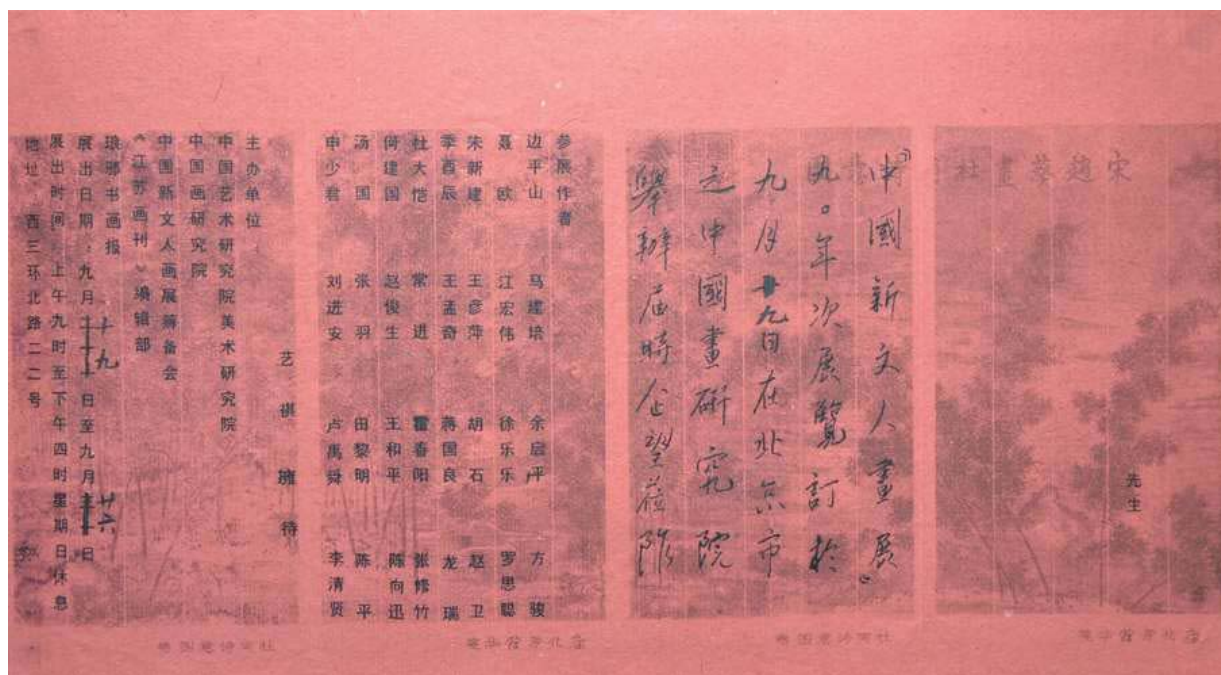 宋趙葵畫杜
先生
『中國新文人畫展』
九〇年次展覽訂於
九月十九日在北京市
之中國畫研究院
舉辦屆時企望蒞
参展作者
边平山 马建培 余启平 方骏
聂欧 江宏伟 徐乐乐 罗思聪
朱新建 王彦萍 胡石 赵卫
季酉辰 王孟奇 蒋国良 龙瑞
杜大恺 常进 霍春阳 张修竹
何建国 赵俊生 王和平 陈向迅
汤国 张羽 田黎明 陈平
申少君 刘进安 卢禹舜 李清贤
艺祺 待
主办单位
中国艺术研究院美术研究院
中国画研究院
中国新文人画展筹备会
《江苏画刊》编辑部
琅琊书画报
展出日期：九月十九日至九月廿六日
展出时间：上午九时至下午四时星期日休息
地址：西三环北路二二号